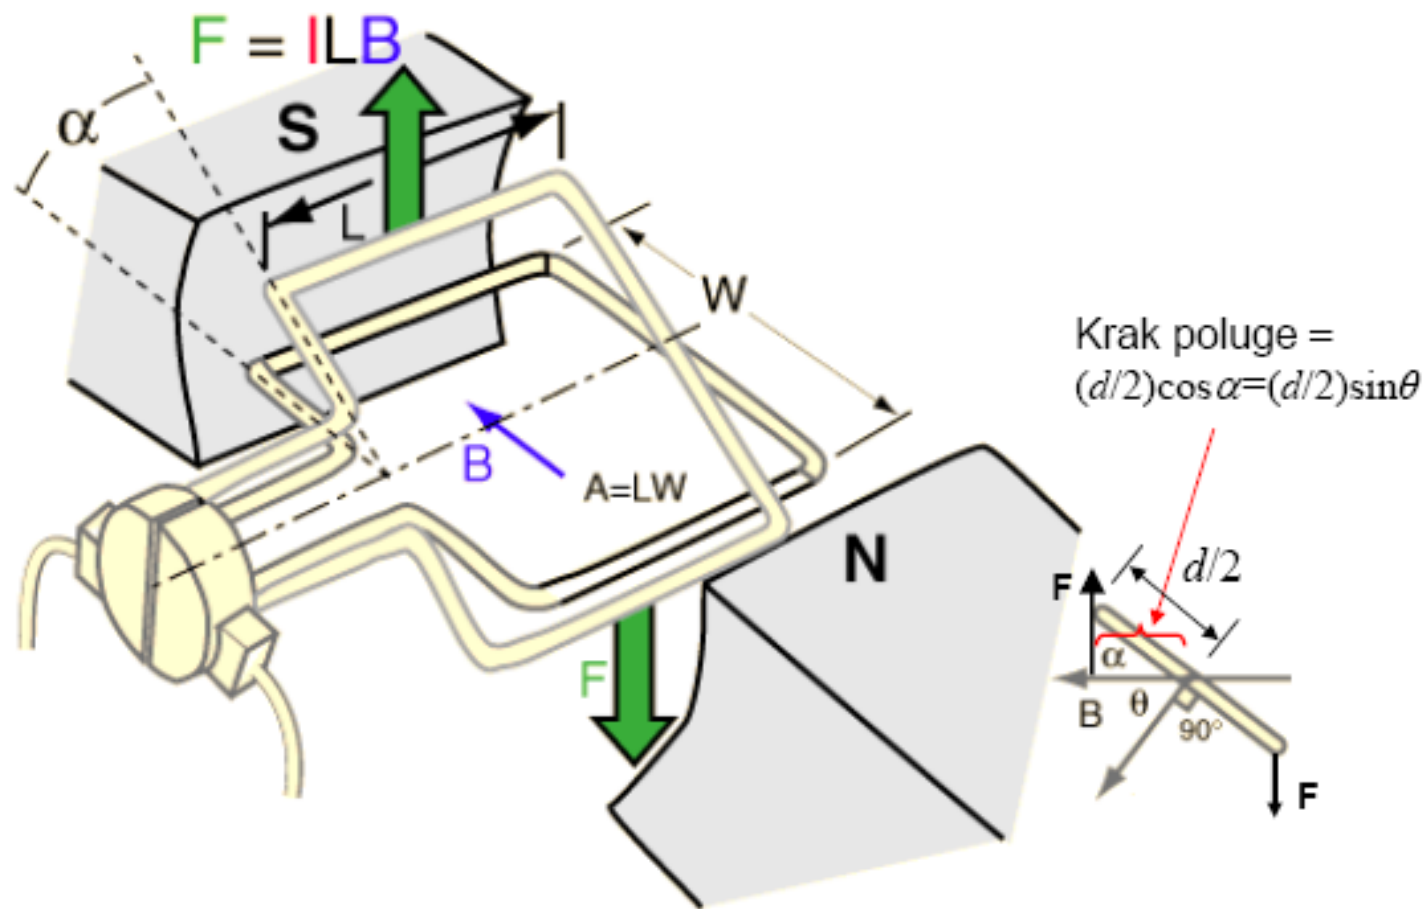 F = ILB
α
S
L
W
B
A=LW
N
F
Krak poluge =
(d/2)cosα=(d/2)sinθ
d/2
F
α
B
θ
90°
F